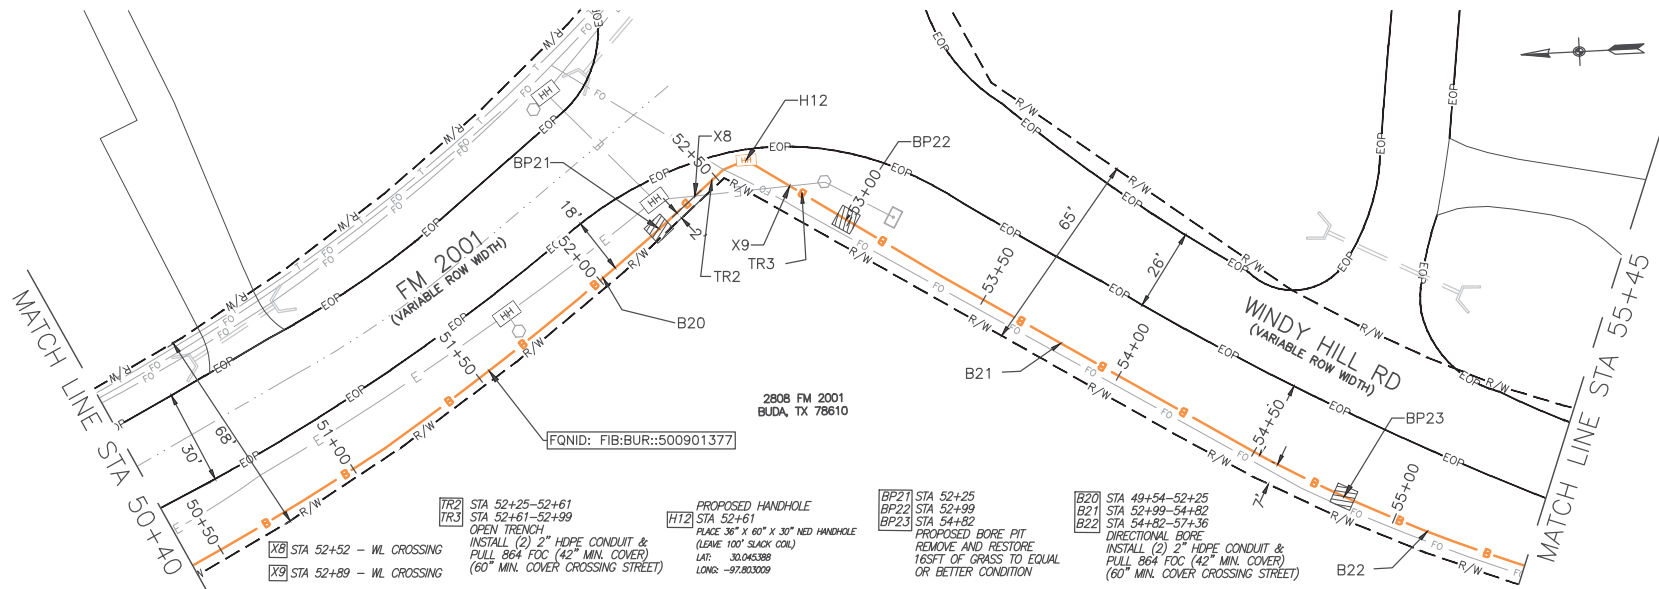 MATCH LINE STA 50+40
MATCH LINE STA 55+45
FM 2001
(VARIABLE ROW WIDTH)
WINDY HILL RD
(VARIABLE ROW WIDTH)
H12
X8
BP21
BP22
X9
TR3
TR2
B20
B21
BP23
B22
18'
2'
65'
26'
68'
30'
7'
50+50
51+00
51+50
52+00
52+50
53+00
53+50
54+00
54+50
55+00
R/W
EOP
FO
HH
E
T
B
FQNID: FIB:BUR::500901377
2808 FM 2001
BUDA, TX 78610
X8 STA 52+52 - WL CROSSING
X9 STA 52+89 - WL CROSSING
TR2 STA 52+25-52+61
TR3 STA 52+61-52+99
OPEN TRENCH
INSTALL (2) 2" HDPE CONDUIT &
PULL 864 FOC (42" MIN. COVER)
(60" MIN. COVER CROSSING STREET)
PROPOSED HANDHOLE
H12 STA 52+61
PLACE 36" X 60" X 30" NED HANDHOLE
(LEAVE 100' SLACK COIL)
LAT: 30.045388
LONG: -97.803009
BP21 STA 52+25
BP22 STA 52+99
BP23 STA 54+82
PROPOSED BORE PIT
REMOVE AND RESTORE
16SFT OF GRASS TO EQUAL
OR BETTER CONDITION
B20 STA 49+54-52+25
B21 STA 52+99-54+82
B22 STA 54+82-57+36
DIRECTIONAL BORE
INSTALL (2) 2" HDPE CONDUIT &
PULL 864 FOC (42" MIN. COVER)
(60" MIN. COVER CROSSING STREET)